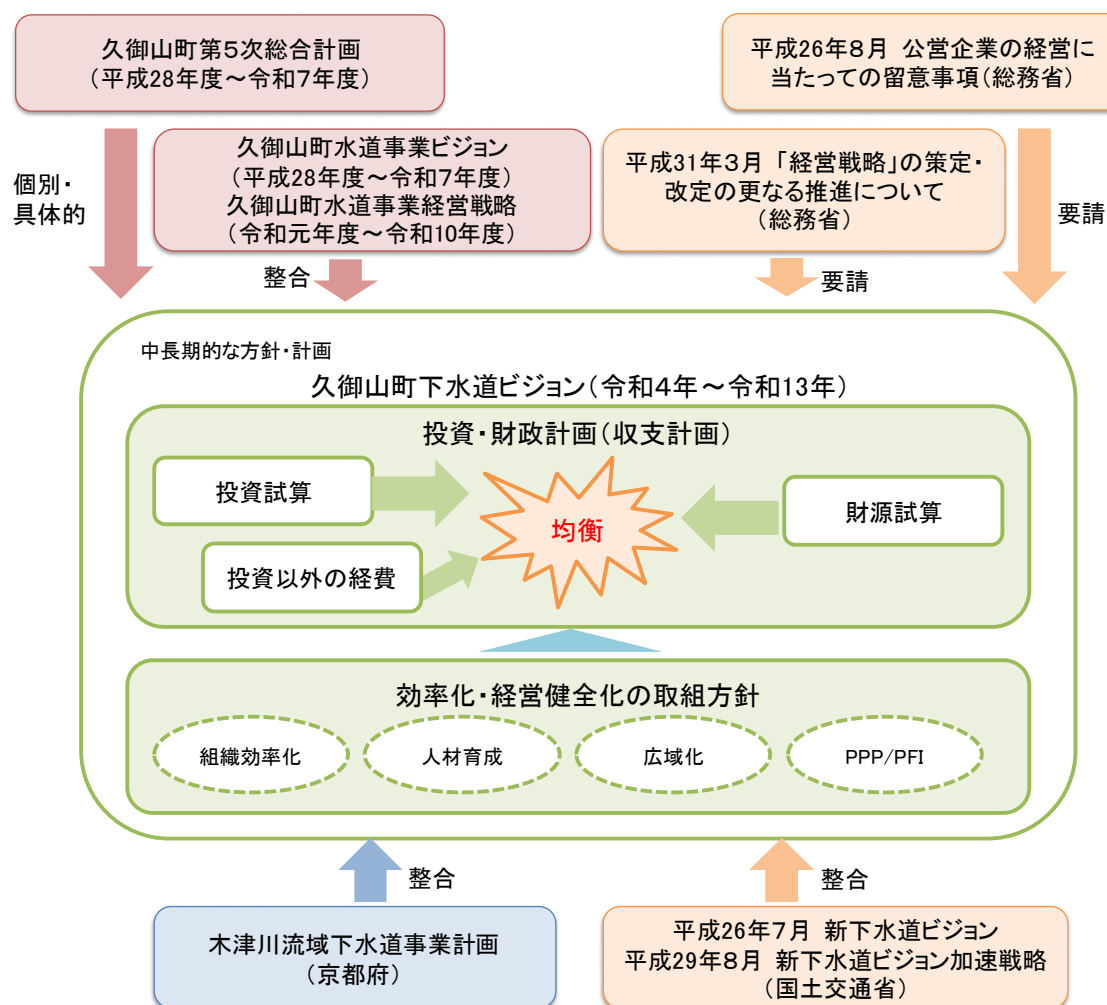 久御山町第5次総合計画
（平成28年度～令和7年度）
平成26年8月 公営企業の経営に
当たっての留意事項（総務省）
個別・
具体的
久御山町水道事業ビジョン
（平成28年度～令和7年度）
久御山町水道事業経営戦略
（令和元年度～令和10年度）
平成31年3月 「経営戦略」の策定・
改定の更なる推進について
（総務省）
要請
整合
要請
中長期的な方針・計画
久御山町下水道ビジョン（令和4年～令和13年）
投資・財政計画（収支計画）
投資試算
均衡
財源試算
投資以外の経費
効率化・経営健全化の取組方針
組織効率化
人材育成
広域化
PPP/PFI
整合
整合
木津川流域下水道事業計画
（京都府）
平成26年7月 新下水道ビジョン
平成29年8月 新下水道ビジョン加速戦略
（国土交通省）